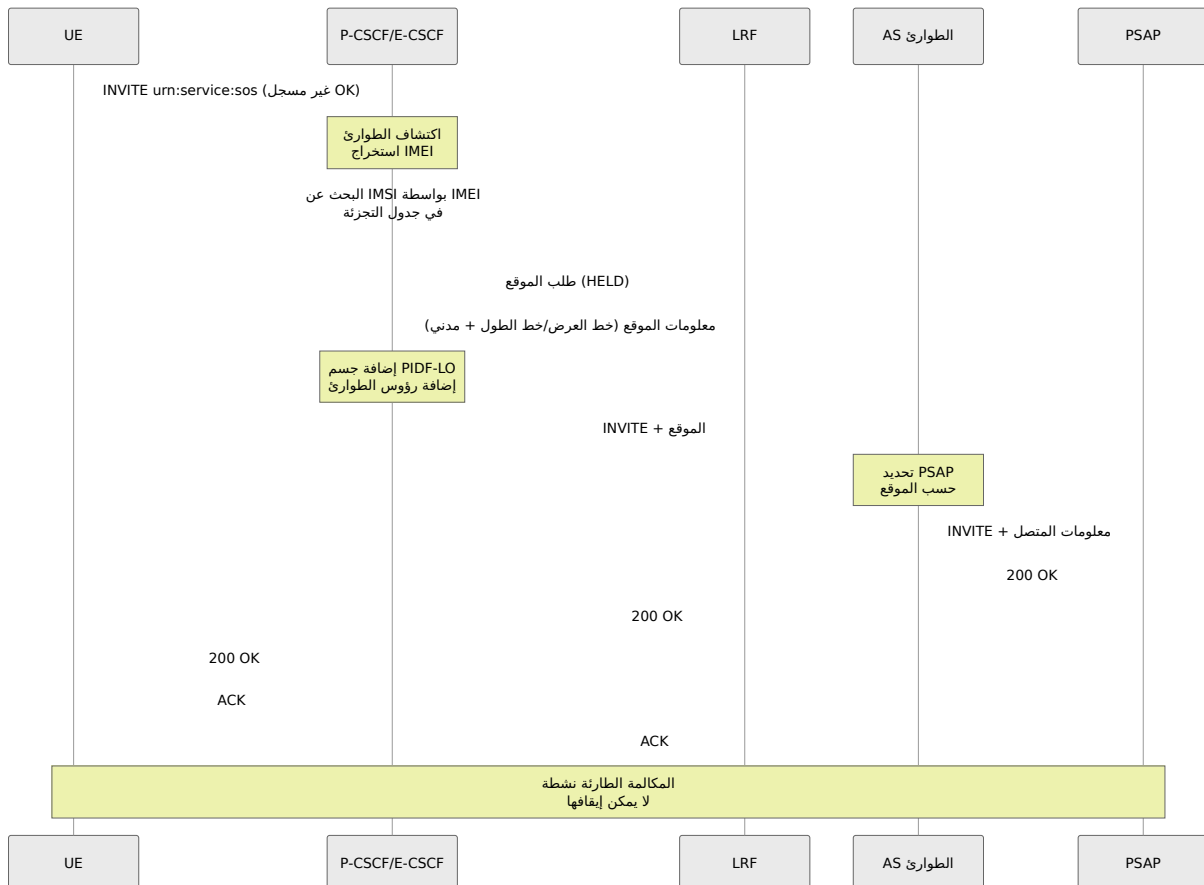 UE
P-CSCF/E-CSCF
LRF
الطوارئ AS
PSAP
INVITE urn:service:sos (غير مسجل OK)
اكتشاف الطوارئ
استخراج IMEI
البحث عن IMSI بواسطة IMEI
في جدول التجزئة
طلب الموقع (HELD)
معلومات الموقع (خط العرض/خط الطول + مدني)
إضافة جسم PIDF-LO
إضافة رؤوس الطوارئ
INVITE + الموقع
تحديد PSAP
حسب الموقع
INVITE + معلومات المتصل
200 OK
200 OK
200 OK
ACK
ACK
المكالمة الطارئة نشطة
لا يمكن إيقافها
UE
P-CSCF/E-CSCF
LRF
الطوارئ AS
PSAP